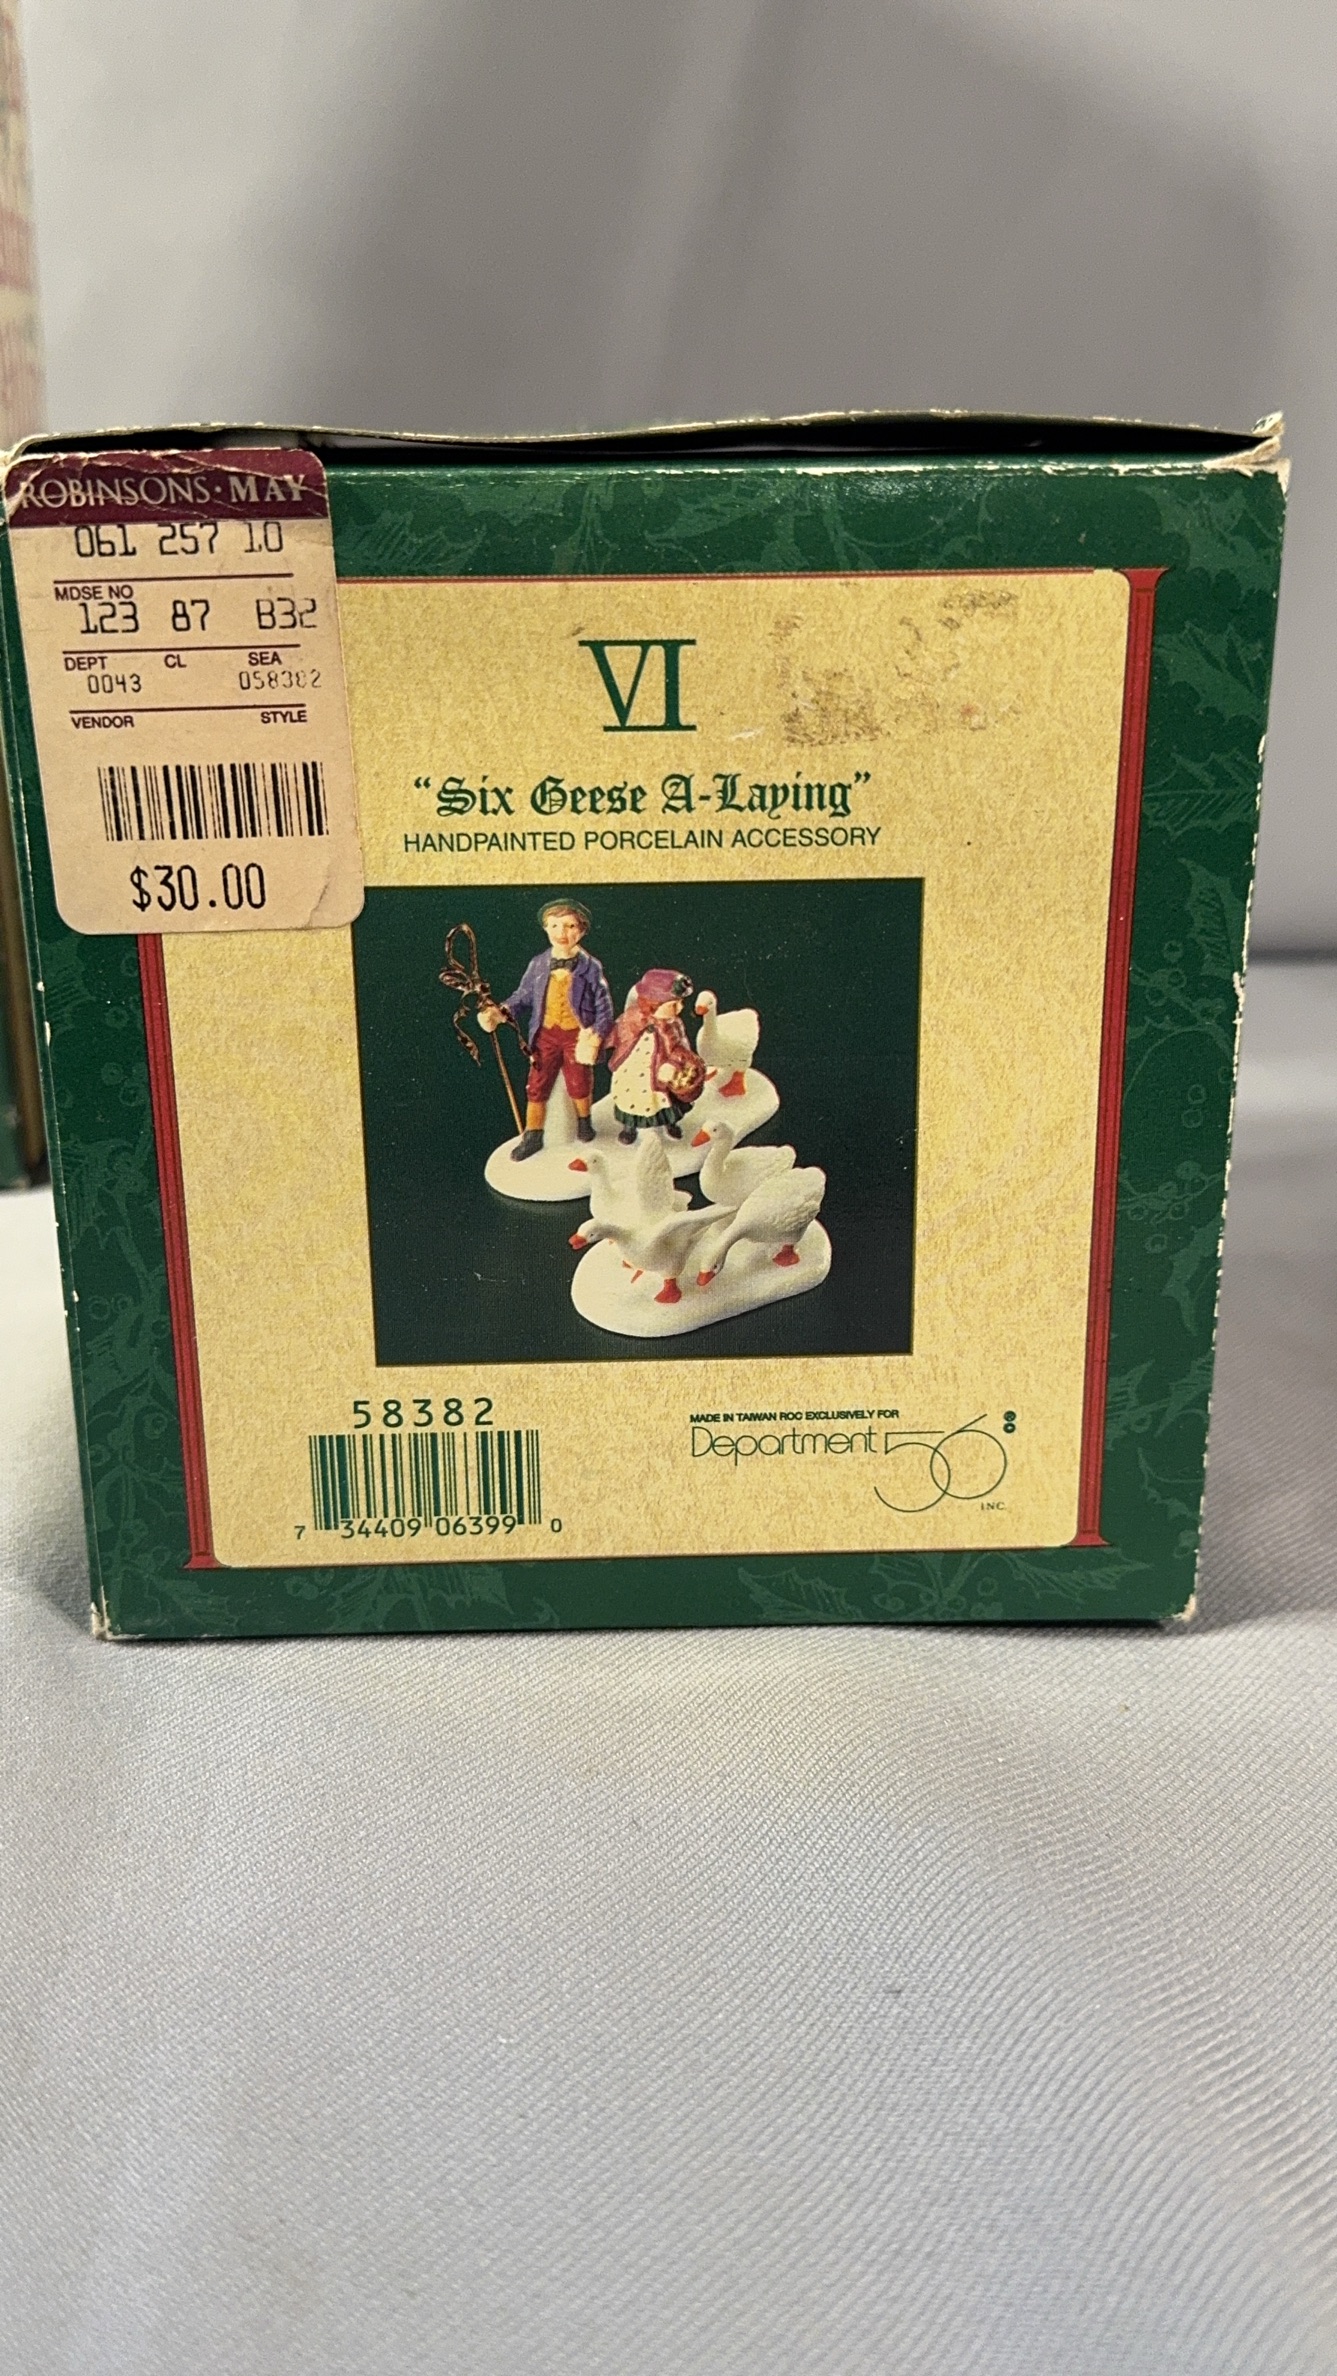 ROBINSONS·MAY
061 257 10
MDSE NO
123 87 B32
DEPT CL SEA
0043 058382
VENDOR STYLE
$30.00
VI
“Six Geese A-Laying”
HANDPAINTED PORCELAIN ACCESSORY
58382
7 34409 06399 0
MADE IN TAIWAN ROC EXCLUSIVELY FOR
Department 56
INC.